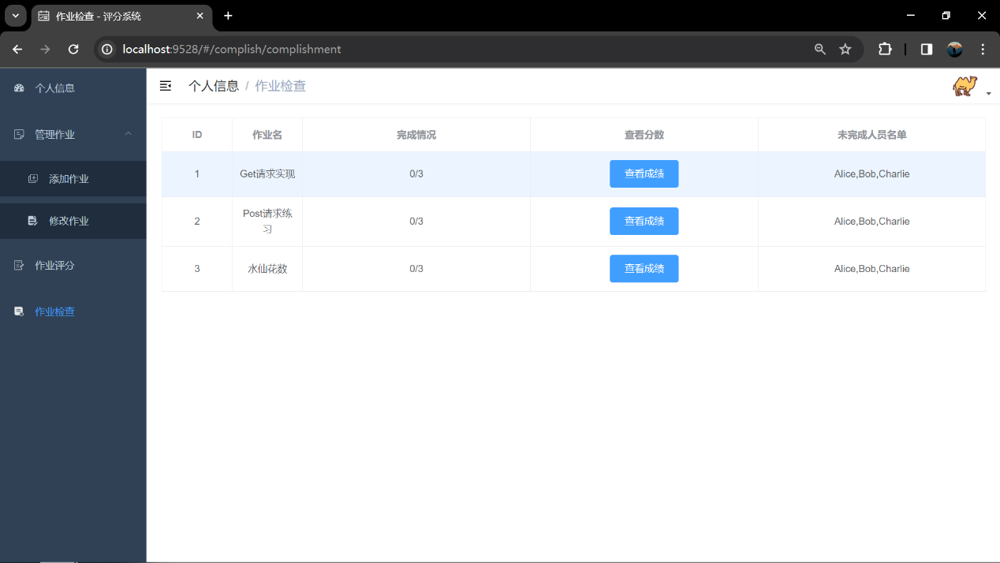 作业检查 - 评分系统
localhost:9528/#/complish/complishment
个人信息
管理作业
添加作业
修改作业
作业评分
作业检查
个人信息 / 作业检查
ID 作业名 完成情况 查看分数 未完成人员名单
1 Get请求实现 0/3 查看成绩 Alice,Bob,Charlie
2 Post请求练
习 0/3 查看成绩 Alice,Bob,Charlie
3 水仙花数 0/3 查看成绩 Alice,Bob,Charlie